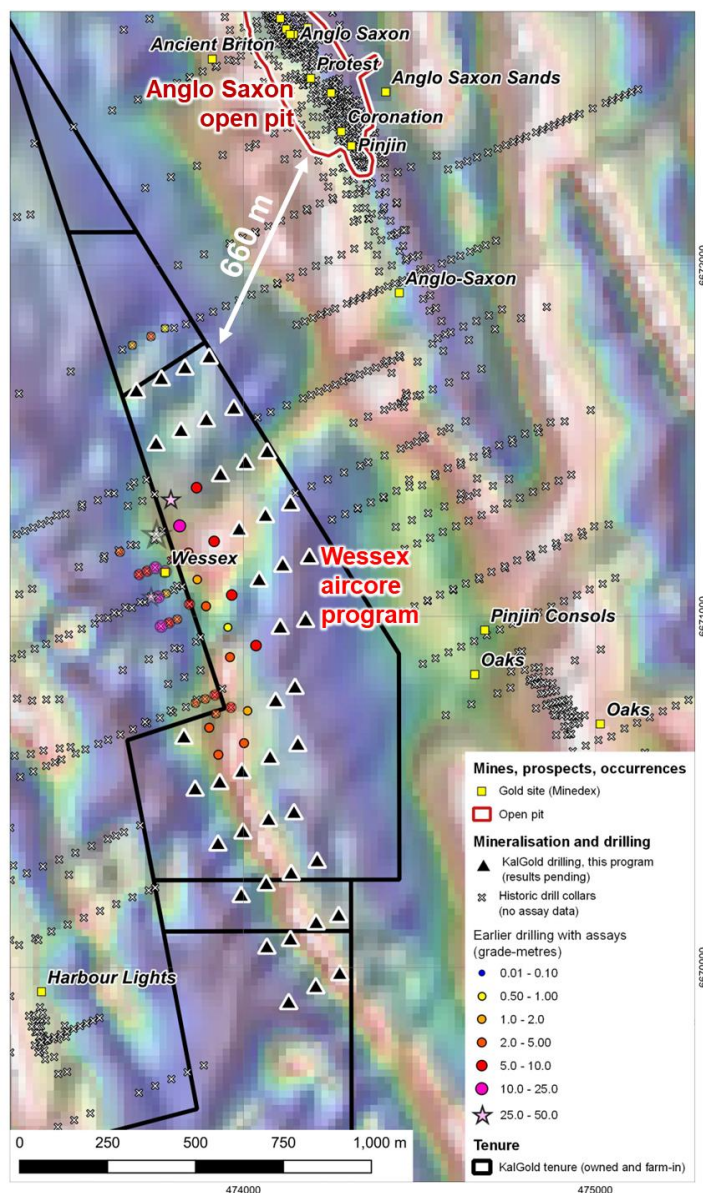 Anglo Saxon
Ancient Briton
Protest
Anglo Saxon
open pit
Anglo Saxon Sands
Coronation
Pinjin
660 m
6672000
Anglo-Saxon
Wessex
Wessex
aircore
program
6671000
Pinjin Consols
Oaks
Oaks
Harbour Lights
6670000
Mines, prospects, occurrences
Gold site (Minedex)
Open pit
Mineralisation and drilling
KalGold drilling, this program
(results pending)
Historic drill collars
(no assay data)
Earlier drilling with assays
(grade-metres)
0.01 - 0.10
0.50 - 1.00
1.0 - 2.0
2.0 - 5.00
5.0 - 10.0
10.0 - 25.0
25.0 - 50.0
Tenure
KalGold tenure (owned and farm-in)
0 250 500 750 1,000 m
474000 475000